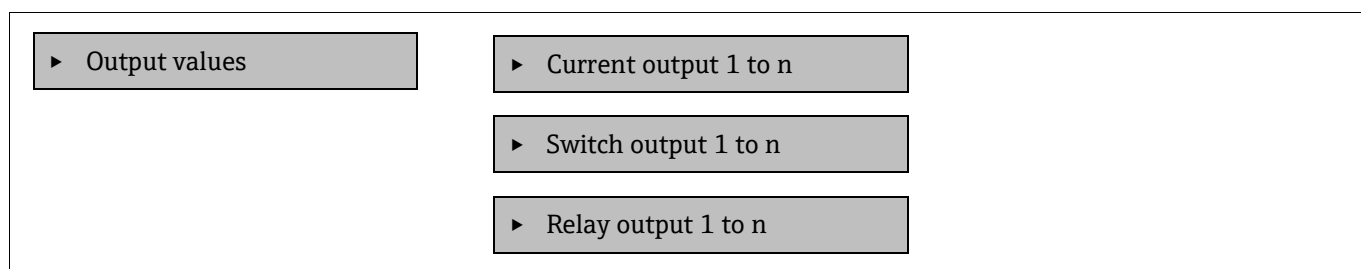 ▶ Output values
▶ Current output 1 to n
▶ Switch output 1 to n
▶ Relay output 1 to n